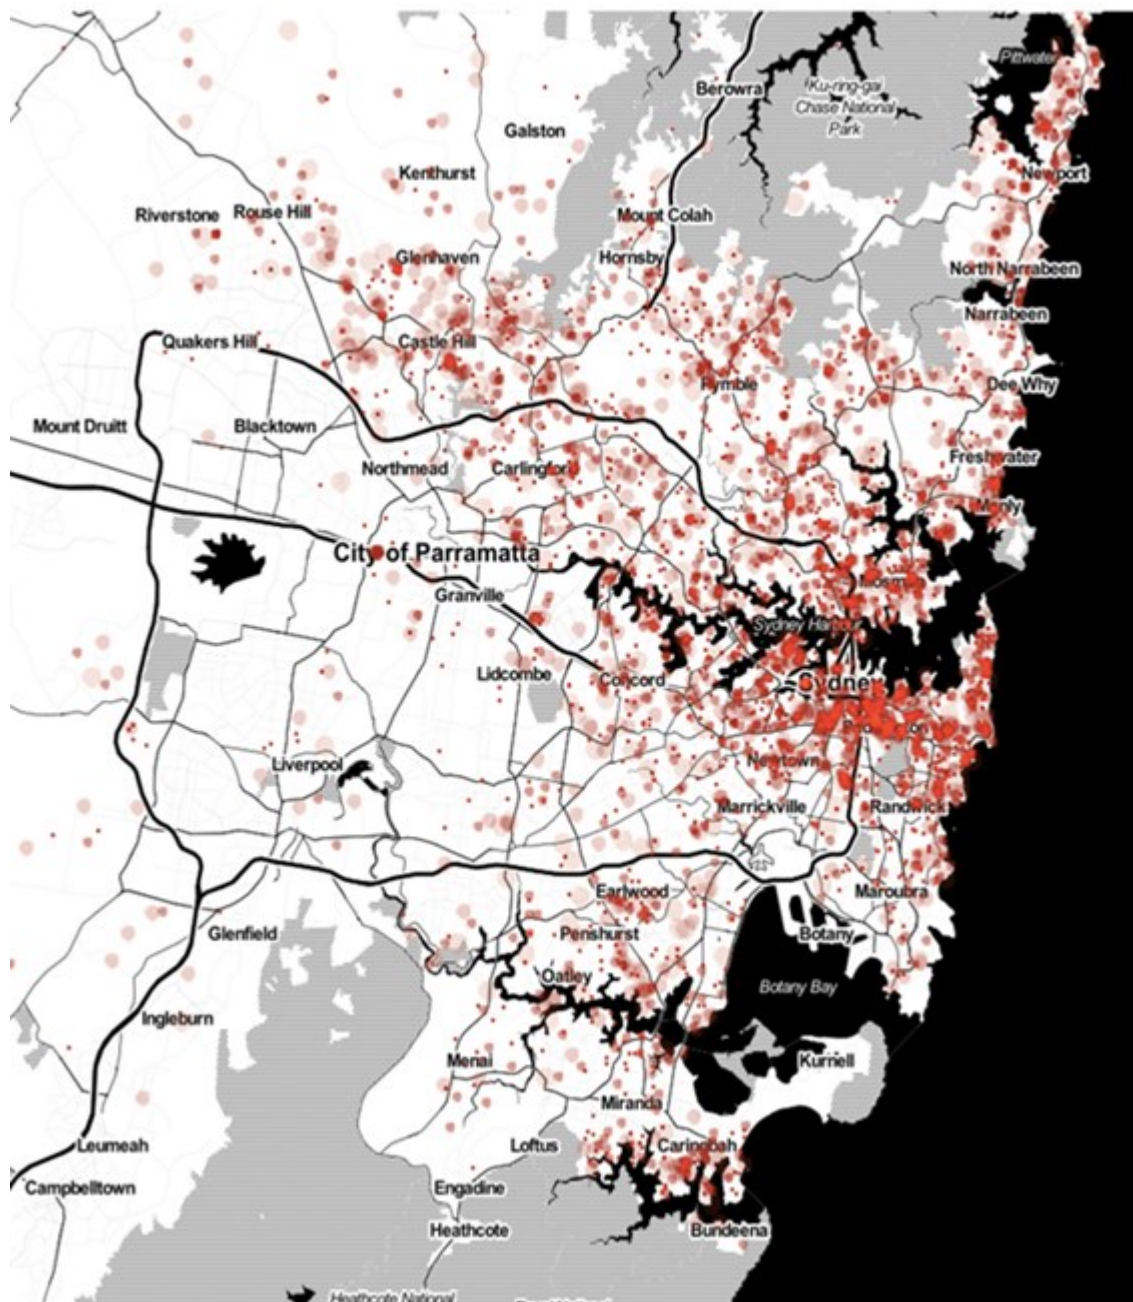 Pittwater
Berowra
Ku-ring-gai
Chase National
Park
Galston
Kenthurst
Newport
Riverstone
Rouse Hill
Mount Colah
Glenhaven
Hornsby
North Narrabeen
Narrabeen
Quakers Hill
Castle Hill
Pymble
Dee Why
Mount Druitt
Blacktown
Northmead
Carlingford
Freshwater
Manly
City of Parramatta
Mosman
Granville
Sydney Harbour
Lidcombe
Concord
Sydney
Newtown
Liverpool
Marrickville
Randwick
Earlwood
Maroubra
Glenfield
Penshurst
Botany
Oatley
Botany Bay
Ingleburn
Menai
Kurnell
Miranda
Leumeah
Loftus
Caringbah
Campbelltown
Engadine
Heathcote
Bundeena
Heathcote National